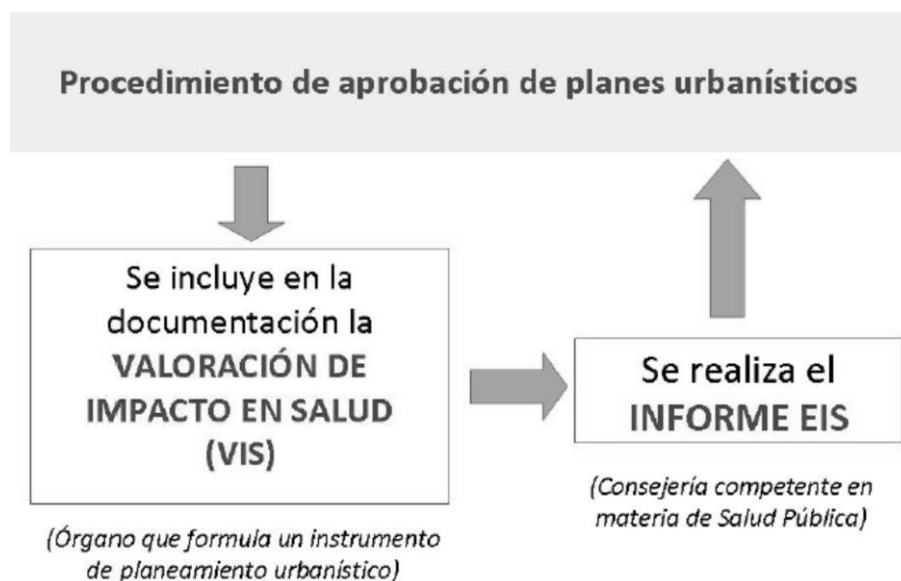 Procedimiento de aprobación de planes urbanísticos
Se incluye en la
documentación la
VALORACIÓN DE
IMPACTO EN SALUD
(VIS)
(Órgano que formula un instrumento
de planeamiento urbanístico)
Se realiza el
INFORME EIS
(Consejería competente en
materia de Salud Pública)